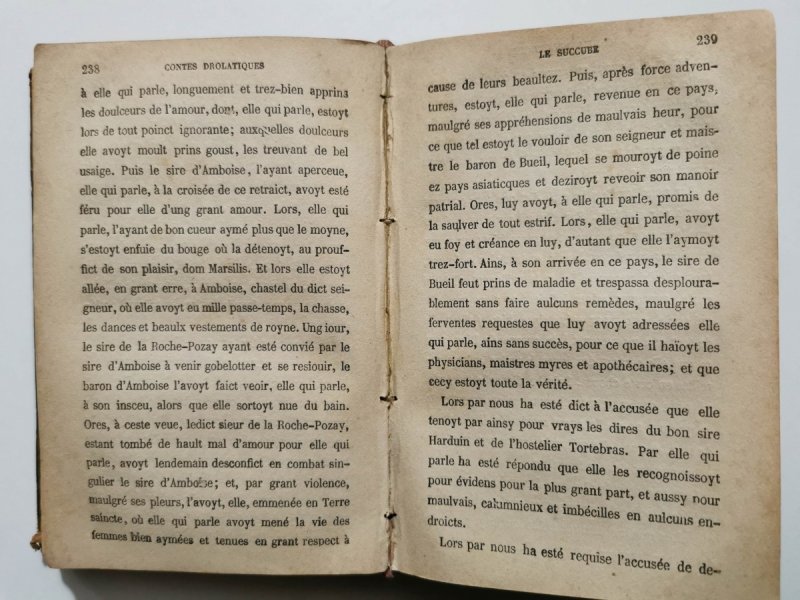 238 CONTES DROLATIQUES
à elle qui parle, longuement et trez-bien apprins
les doulceurs de l'amour, dont, elle qui parle, estoyt
lors de tout poinct ignorante; auxquelles doulceurs
elle avoyt moult prins goust, les treuvant de bel
usaige. Puis le sire d'Amboise, l'ayant aperceue,
elle qui parle, à la croisée de ce retraict, avoyt esté
féru pour elle d'ung grant amour. Lors, elle qui
parle, l'ayant de bon cueur aymé plus que le moyne,
s'estoyt enfuie du bouge où la détenoyt, au prouf-
fict de son plaisir, dom Marsilis. Et lors elle estoyt
allée, en grant erre, à Amboise, chastel du dict sei-
gneur, où elle avoyt eu mille passe-temps, la chasse,
les dances et beaulx vestements de royne. Ung iour,
le sire de la Roche-Pozay ayant esté convié par le
sire d'Amboise à venir gobelotter et se resiouir, le
baron d'Amboise l'avoyt faict veoir, elle qui parle,
à son insceu, alors que elle sortoyt nue du bain.
Ores, à ceste veue, ledict sieur de la Roche-Pozay,
estant tombé de hault mal d'amour pour elle qui
parle, avoyt lendemain desconfict en combat sin-
gulier le sire d'Amboise; et, par grant violence,
maulgré ses pleurs, l'avoyt, elle, emmenée en Terre
saincte, où elle qui parle avoyt mené la vie des
femmes bien aymées et tenues en grant respect à
LE SUCCUBE 239
cause de leurs beaultez. Puis, après force adven-
tures, estoyt, elle qui parle, revenue en ce pays,
maulgré ses appréhensions de maulvais heur, pour
ce que tel estoyt le vouloir de son seigneur et mais-
tre le baron de Bueil, lequel se mouroyt de poine
ez pays asiaticques et deziroyt reveoir son manoir
patrial. Ores, luy avoyt, à elle qui parle, promis de
la saulver de tout estrif. Lors, elle qui parle, avoyt
eu foy et créance en luy, d'autant que elle l'aymoyt
trez-fort. Ains, à son arrivée en ce pays, le sire de
Bueil feut prins de maladie et trespassa desploura-
blement sans faire aulcuns remèdes, maulgré les
ferventes requestes que luy avoyt adressées elle
qui parle, ains sans succès, pour ce que il haïoyt les
physicians, maistres myres et apothécaires; et que
cecy estoyt toute la vérité.
Lors par nous ha esté dict à l'accusée que elle
tenoyt par ainsy pour vrays les dires du bon sire
Harduin et de l'hostelier Tortebras. Par elle qui
parle ha esté répondu que elle les recognoissoyt
pour évidens pour la plus grant part, et aussy pour
maulvais, calumnieux et imbécilles en aulcuns en-
droicts.
Lors par nous ha esté requise l'accusée de de-